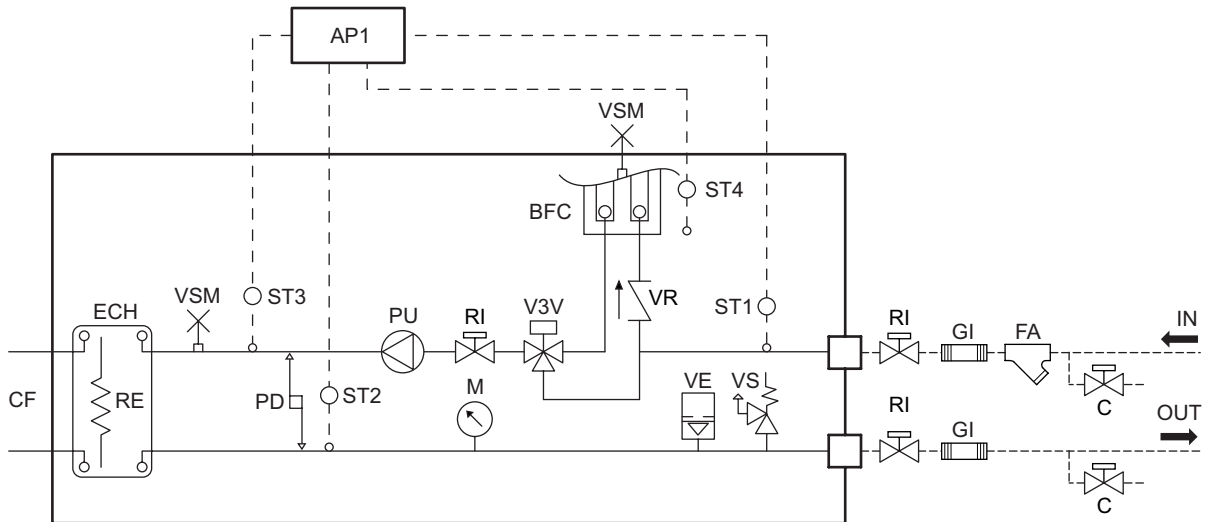 AP1
VSM
ST4
BFC
VSM
ST3
ECH
PU
RI
V3V
VR
ST1
RI
GI
FA
IN
CF
RE
PD
ST2
M
VE
VS
C
RI
GI
OUT
C